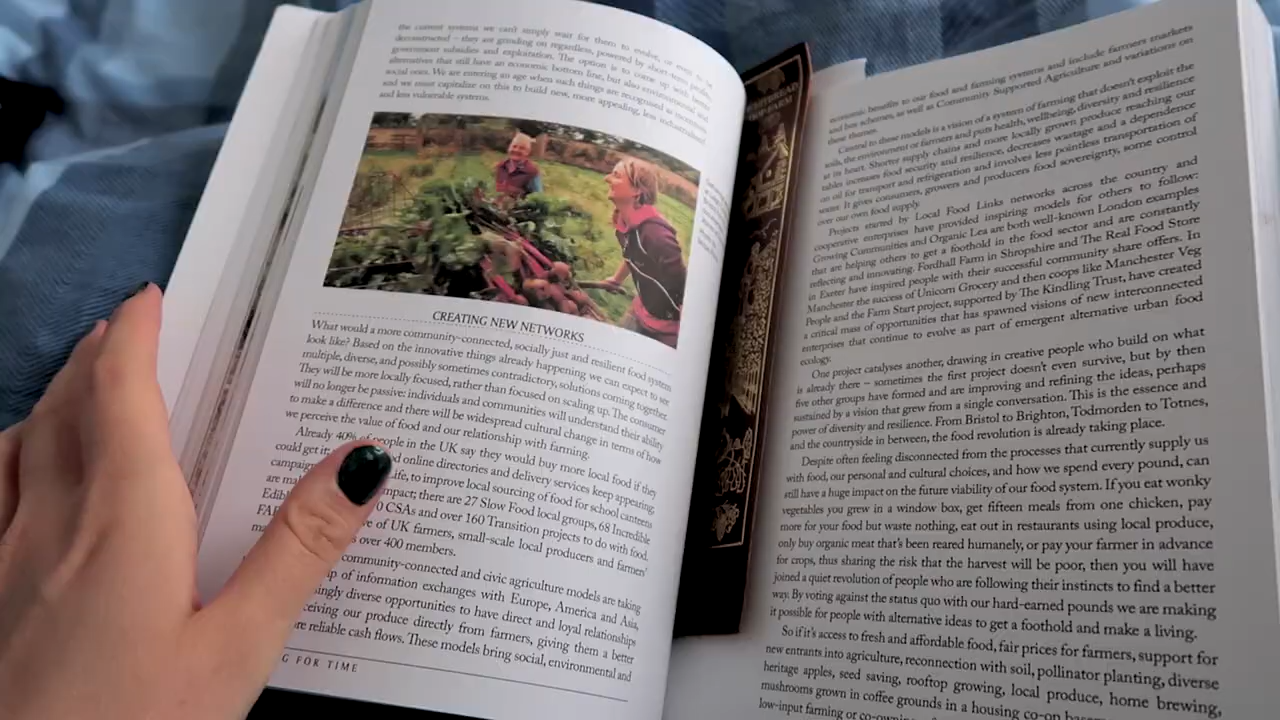 the current systems we can't simply wait for them to evolve, or even to be
deconstructed – they are grinding on regardless, powered by short-term profit,
government subsidies and exploitation. The option is to come up with better
alternatives that still have an economic bottom line, but also environmental and
social ones. We are entering an age when such things are recognised
and we must capitalise on this to build new, more appealing, less industrialised
and less vulnerable systems.
CREATING NEW NETWORKS
What would a more community-connected, socially just and resilient food system
look like? Based on the innovative things already happening we can expect to see
multiple, diverse, and possibly sometimes contradictory, solutions coming together.
They will be more locally focused, rather than focused on scaling up. The consumer
will no longer be passive: individuals and communities will understand their ability
to make a difference and there will be widespread cultural change in terms of how
we perceive the value of food and our relationship with farming.
Already 40% of people in the UK say they would buy more local food if they
could get it; online directories and delivery services keep appearing,
campaign Life, to improve local sourcing of food for school canteens
are mak impact; there are 27 Slow Food local groups, 68 Incredible
Edibl 0 CSAs and over 160 Transition projects to do with food.
FAR of UK farmers, small-scale local producers and farmers'
ma s over 400 members.
community-connected and civic agriculture models are taking
of information exchanges with Europe, America and Asia,
singly diverse opportunities to have direct and loyal relationships
ceiving our produce directly from farmers, giving them a better
re reliable cash flows. These models bring social, environmental and
G FOR TIME
WHITBREAD
HOP FARM
economic benefits to our food and farming systems and include farmers markets
and box schemes, as well as Community Supported Agriculture and variations on
these themes.
Central to these models is a vision of a system of farming that doesn't exploit the
soils, the environment or farmers and puts health, wellbeing, diversity and resilience
at its heart. Shorter supply chains and more locally grown produce reaching our
tables increases food security and resilience, decreases wastage and a dependence
on oil for transport and refrigeration and involves less pointless transportation of
water. It gives consumers, growers and producers food sovereignty, some control
over our own food supply.
Projects started by Local Food Links networks across the country and
cooperative enterprises have provided inspiring models for others to follow:
Growing Communities and Organic Lea are both well-known London examples
that are helping others to get a foothold in the food sector and are constantly
reflecting and innovating. Fordhall Farm in Shropshire and The Real Food Store
in Exeter have inspired people with their successful community share offers. In
Manchester the success of Unicorn Grocery and then coops like Manchester Veg
People and the Farm Start project, supported by The Kindling Trust, have created
a critical mass of opportunities that has spawned visions of new interconnected
enterprises that continue to evolve as part of emergent alternative urban food
ecology.
One project catalyses another, drawing in creative people who build on what
is already there – sometimes the first project doesn't even survive, but by then
five other groups have formed and are improving and refining the ideas, perhaps
sustained by a vision that grew from a single conversation. This is the essence and
power of diversity and resilience. From Bristol to Brighton, Todmorden to Totnes,
and the countryside in between, the food revolution is already taking place.
Despite often feeling disconnected from the processes that currently supply us
with food, our personal and cultural choices, and how we spend every pound, can
still have a huge impact on the future viability of our food system. If you eat wonky
vegetables you grew in a window box, get fifteen meals from one chicken, pay
more for your food but waste nothing, eat out in restaurants using local produce,
only buy organic meat that's been reared humanely, or pay your farmer in advance
for crops, thus sharing the risk that the harvest will be poor, then you will have
joined a quiet revolution of people who are following their instincts to find a better
way. By voting against the status quo with our hard-earned pounds we are making
it possible for people with alternative ideas to get a foothold and make a living.
So if it's access to fresh and affordable food, fair prices for farmers, support for
new entrants into agriculture, reconnection with soil, pollinator planting, diverse
heritage apples, seed saving, rooftop growing, local produce, home brewing,
mushrooms grown in coffee grounds in a housing co-op
low-input farming or